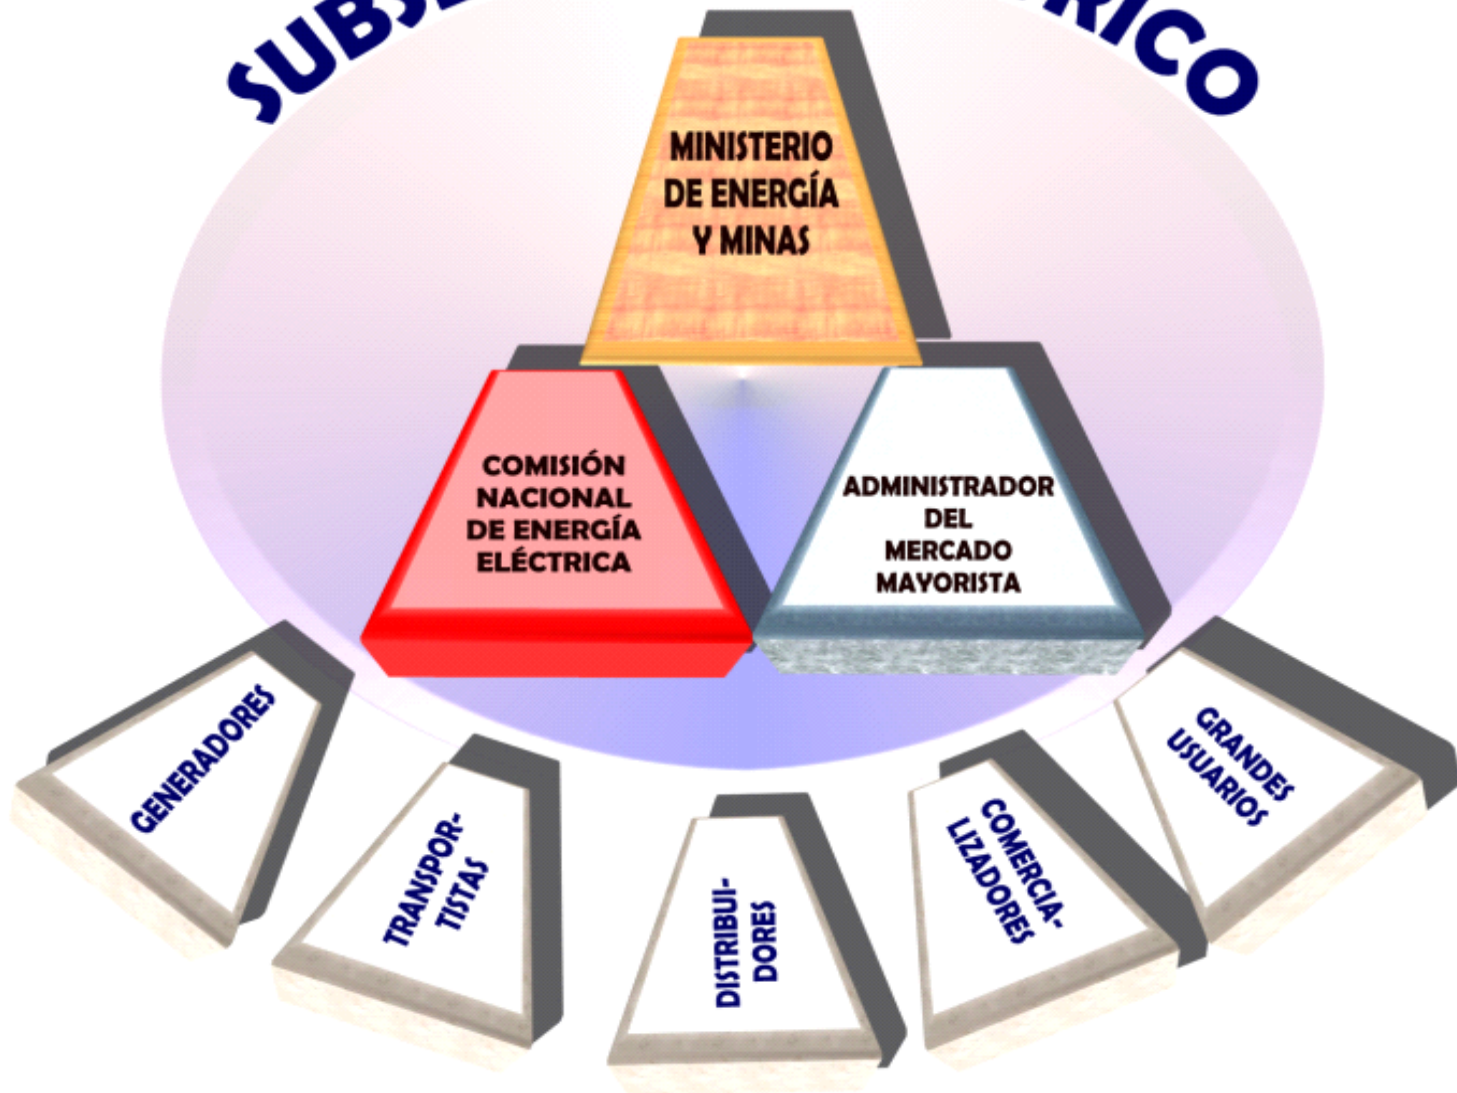 MINISTERIO
DE ENERGÍA
Y MINAS
COMISIÓN
NACIONAL
DE ENERGÍA
ELÉCTRICA
ADMINISTRADOR
DEL
MERCADO
MAYORISTA
GENERADORES
TRANSPOR-
TISTAS
DISTRIBUI-
DORES
COMERCIA-
LIZADORES
GRANDES
USUARIOS